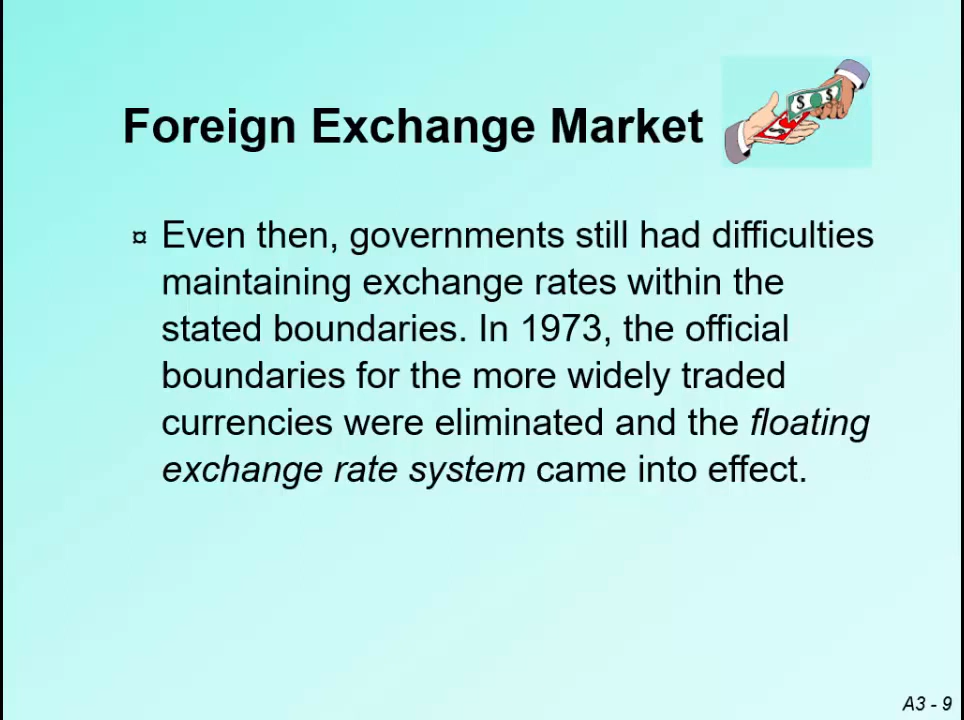 Foreign Exchange Market
$ $
$
¤ Even then, governments still had difficulties
maintaining exchange rates within the
stated boundaries. In 1973, the official
boundaries for the more widely traded
currencies were eliminated and the floating
exchange rate system came into effect.
A3 - 9